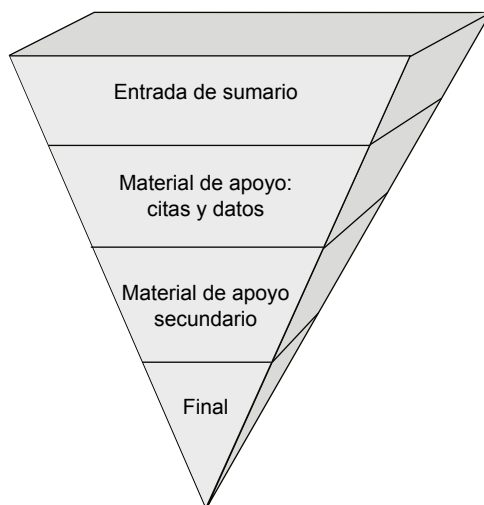 Entrada de sumario
Material de apoyo:
citas y datos
Material de apoyo
secundario
Final